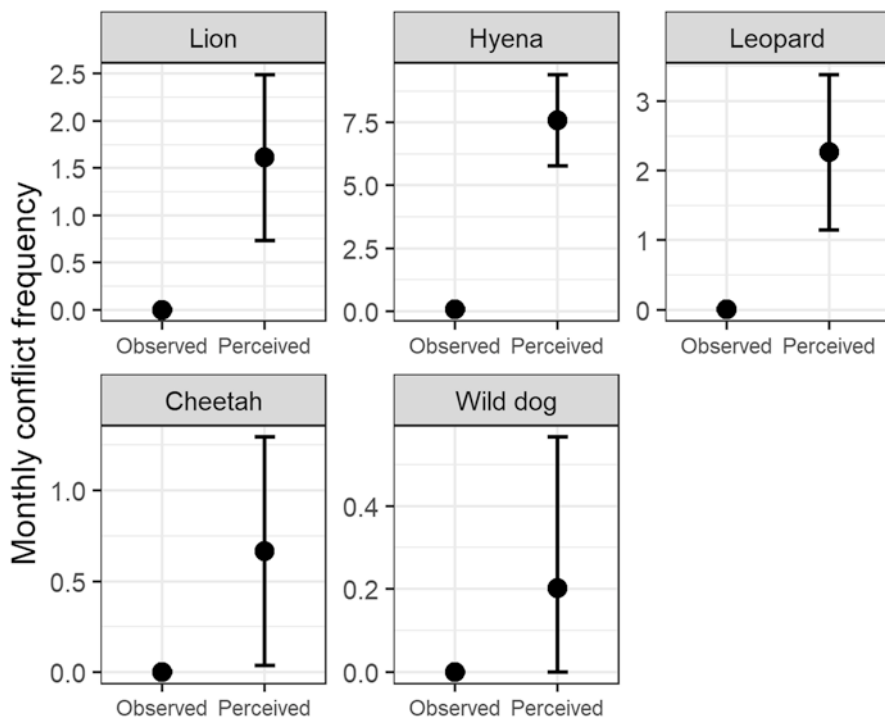 Monthly conflict frequency
Lion
2.5
2.0
1.5
1.0
0.5
0.0
Observed Perceived
Hyena
7.5
5.0
2.5
0.0
Observed Perceived
Leopard
3
2
1
0
Observed Perceived
Cheetah
1.0
0.5
0.0
Observed Perceived
Wild dog
0.4
0.2
0.0
Observed Perceived